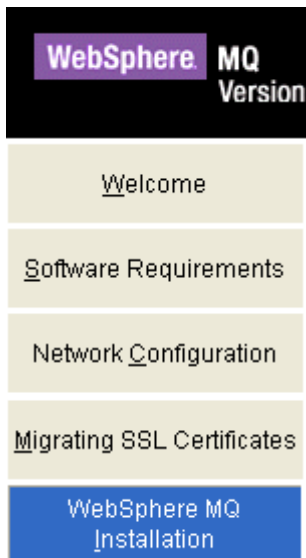 WebSphere. MQ
Version
Welcome
Software Requirements
Network Configuration
Migrating SSL Certificates
WebSphere MQ
Installation